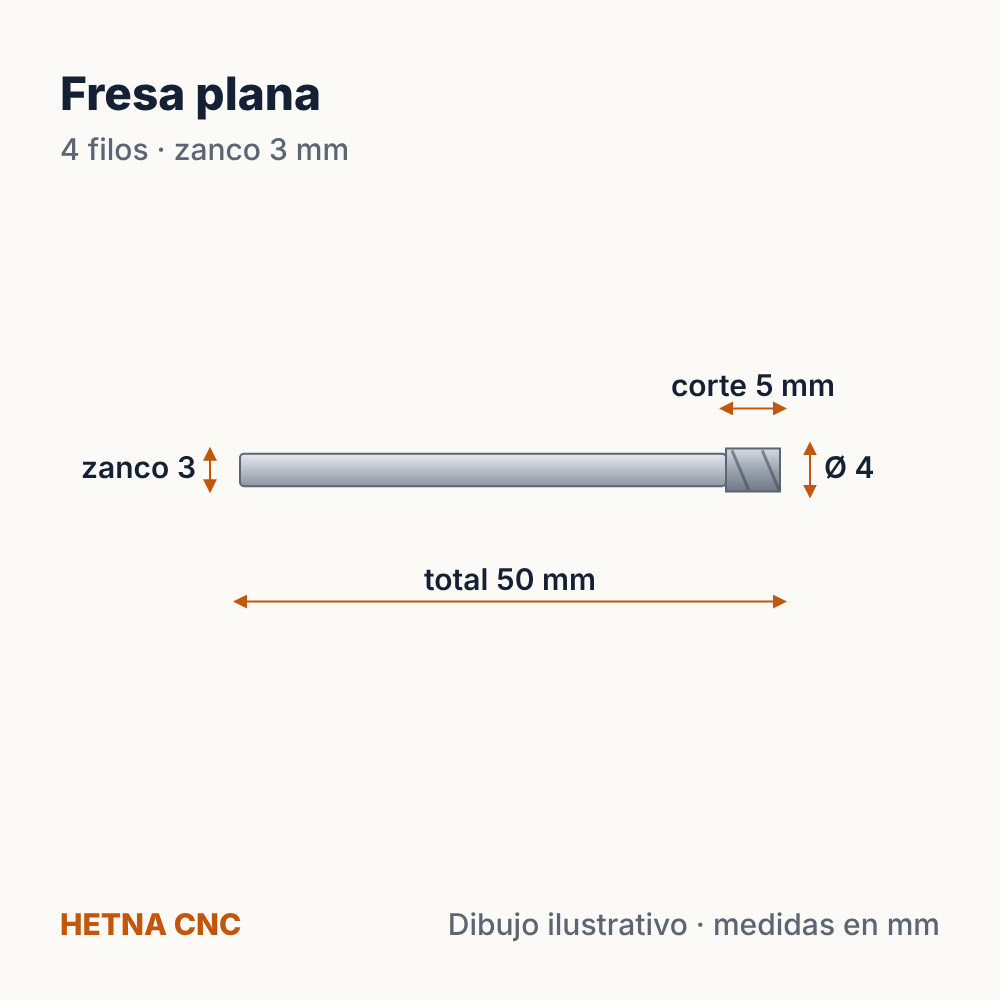 Fresa plana
4 filos · zanco 3 mm
corte 5 mm
zanco 3
Ø 4
total 50 mm
HETNA CNC
Dibujo ilustrativo · medidas en mm